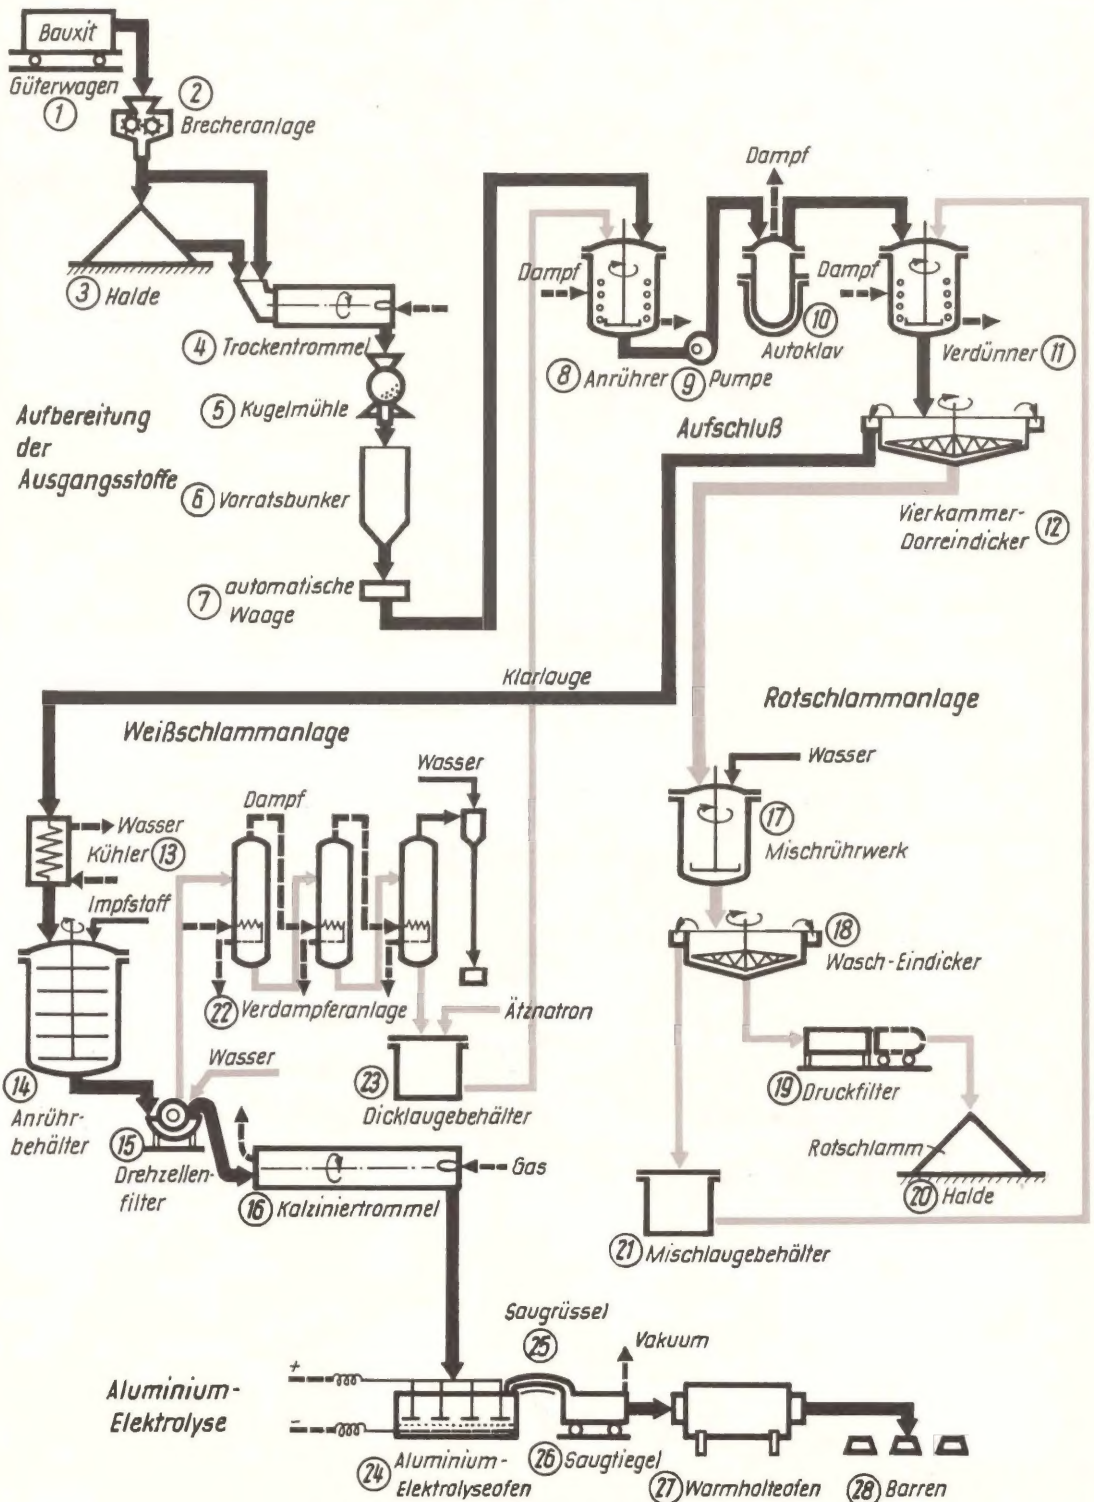 Bauxit
Güterwagen
1
2
Brecheranlage
3 Halde
4 Trockentrommel
5 Kugelmühle
Aufbereitung
der
Ausgangsstoffe
6 Vorratsbunker
7 automatische
Waage
Dampf
Dampf
Dampf
8 Anrührer
9 Pumpe
10
Autoklav
Verdünner 11
Aufschluß
Vierkammer-
Dorreindicker 12
Klarlauge
Rotschlammanlage
Weißschlammanlage
Wasser
Wasser
Dampf
Wasser
Kühler 13
Impfstoff
17
Mischrührwerk
18
Wasch-Eindicker
22 Verdampferanlage
Ätznatron
Wasser
23
Dicklaugebehälter
19 Druckfilter
14
Anrühr-
behälter
15
Drehzellen-
filter
Gas
16 Kalziniertrommel
Rotschlamm
20 Halde
21 Mischlaugebehälter
Saugrüssel
25
Vakuum
+
-
Aluminium-
Elektrolyse
24 Aluminium-
Elektrolyseofen
26 Saugtiegel
27 Warmhalteofen
28 Barren